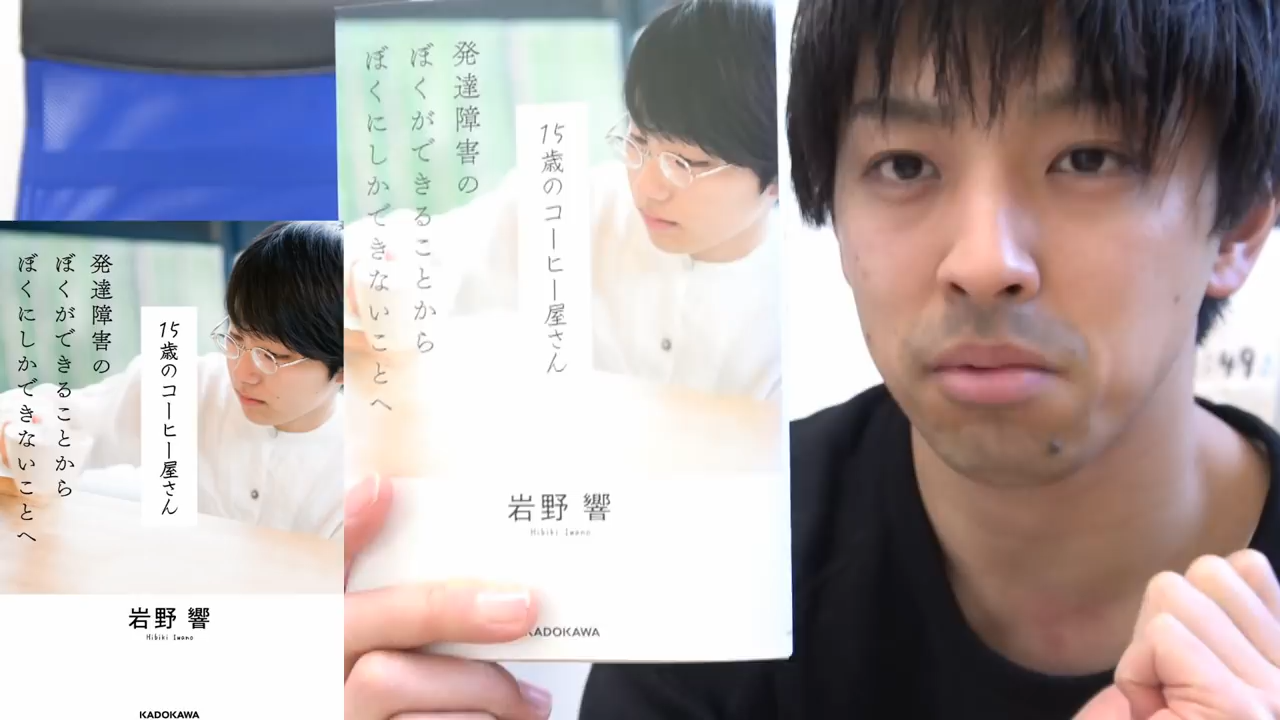 発達障害の
ぼくができることから
ぼくにしかできないことへ
15歳のコーヒー屋さん
岩野 響
Hibiki Iwano
KADOKAWA
発達障害の
ぼくができることから
ぼくにしかできないことへ
15歳のコーヒー屋さん
岩野 響
Hibiki Iwano
KADOKAWA
49